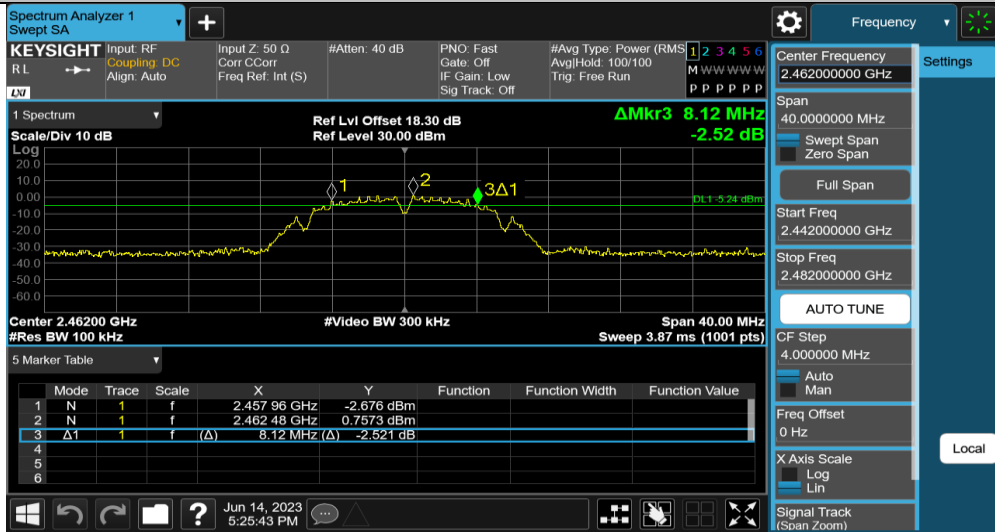 Spectrum Analyzer 1
Swept SA
▼
+
Frequency ▼
KEYSIGHT
R L
LXI
Input: RF
Coupling: DC
Align: Auto
Input Z: 50 Ω
Corr CCorr
Freq Ref: Int (S)
#Atten: 40 dB
PNO: Fast
Gate: Off
IF Gain: Low
Sig Track: Off
#Avg Type: Power (RMS
Avg|Hold: 100/100
Trig: Free Run
1 2 3 4 5 6
M W W W W W
P P P P P P
1 Spectrum ▼
Scale/Div 10 dB
Ref Lvl Offset 18.30 dB
Ref Level 30.00 dBm
ΔMkr3 8.12 MHz
-2.52 dB
Log
20.0
10.0
0.00
-10.0
-20.0
-30.0
-40.0
-50.0
-60.0
1
2
3Δ1
DL1 -5.24 dBm
Center 2.46200 GHz
#Video BW 300 kHz
Span 40.00 MHz
#Res BW 100 kHz
Sweep 3.87 ms (1001 pts)
5 Marker Table ▼
Mode Trace Scale X Y Function Function Width Function Value
1 N 1 f 2.457 96 GHz -2.676 dBm
2 N 1 f 2.462 48 GHz 0.7573 dBm
3 Δ1 1 f (Δ) 8.12 MHz (Δ) -2.521 dB
4
5
6
Jun 14, 2023
5:25:43 PM
?
Center Frequency
2.462000000 GHz
Settings
Span
40.0000000 MHz
Swept Span
Zero Span
Full Span
Start Freq
2.442000000 GHz
Stop Freq
2.482000000 GHz
AUTO TUNE
CF Step
4.000000 MHz
Auto
Man
Freq Offset
0 Hz
Local
X Axis Scale
Log
Lin
Signal Track
(Span Zoom)